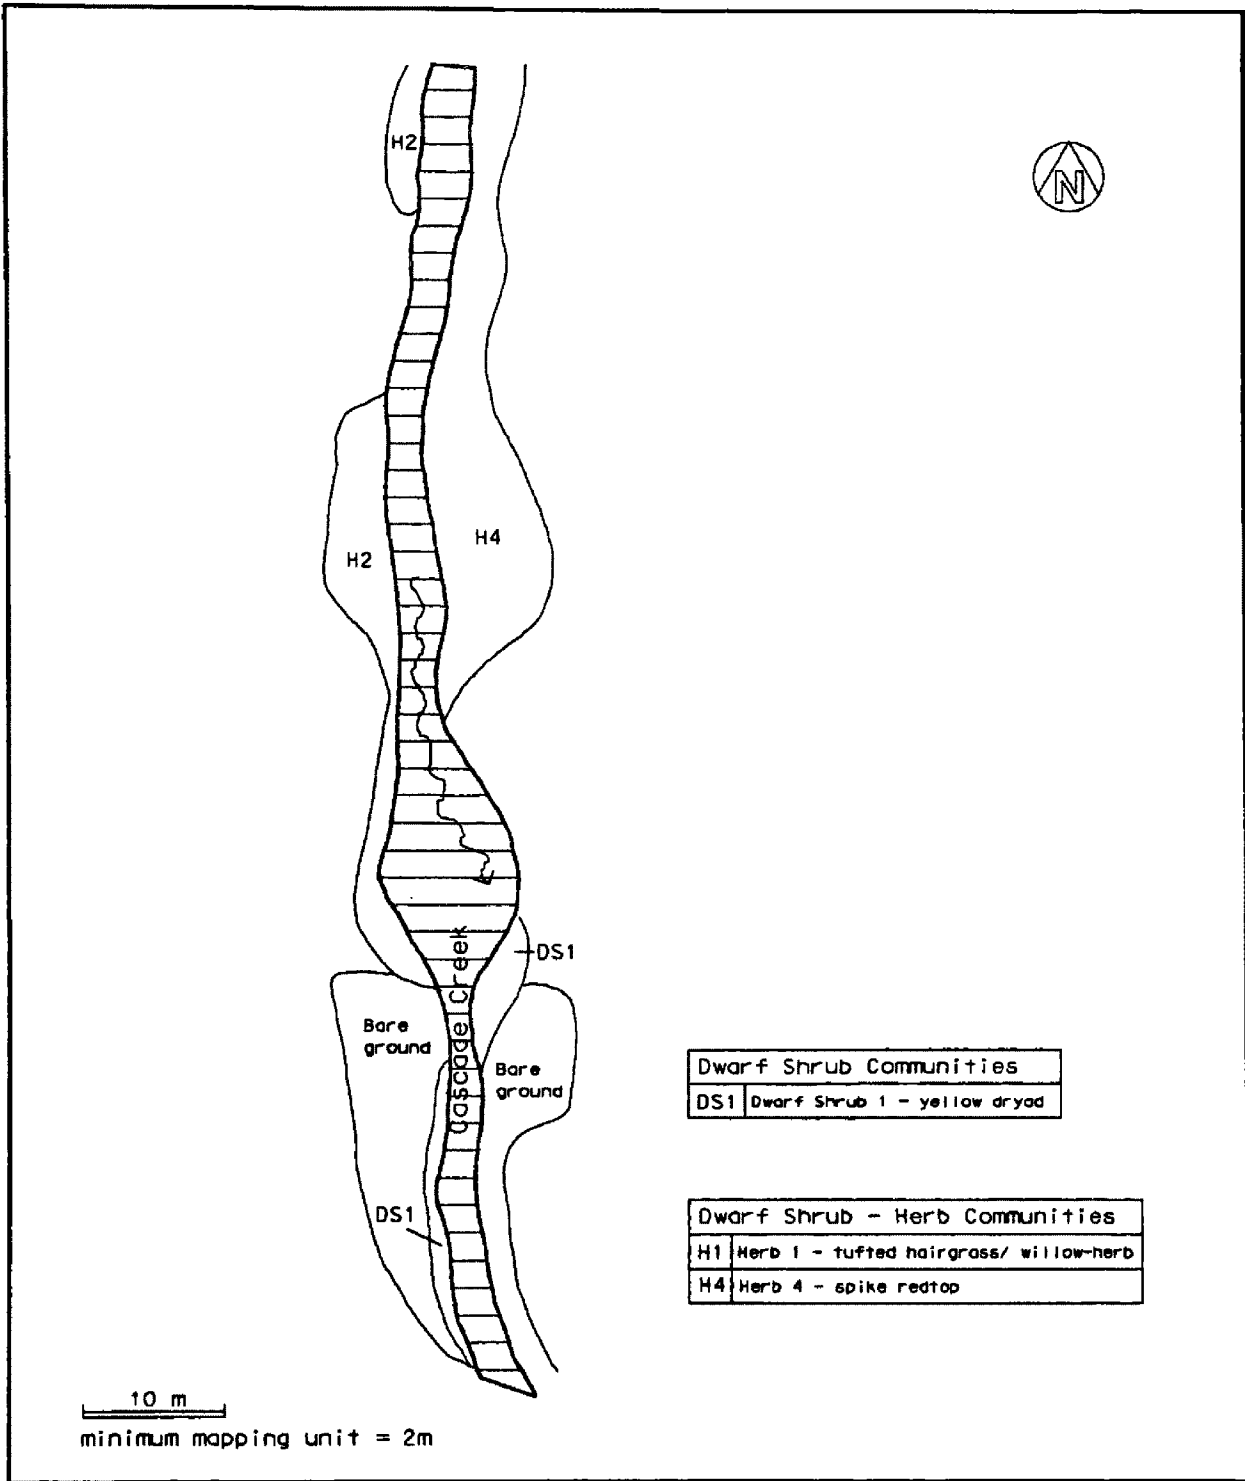 H2
N
H2
H4
DS1
Cascade Creek
Bare
ground
Bare
ground
DS1
Dwarf Shrub Communities
DS1 Dwarf Shrub 1 - yellow dryad
Dwarf Shrub - Herb Communities
H1 Herb 1 - tufted hairgrass/ willow-herb
H4 Herb 4 - spike redtop
10 m
minimum mapping unit = 2m